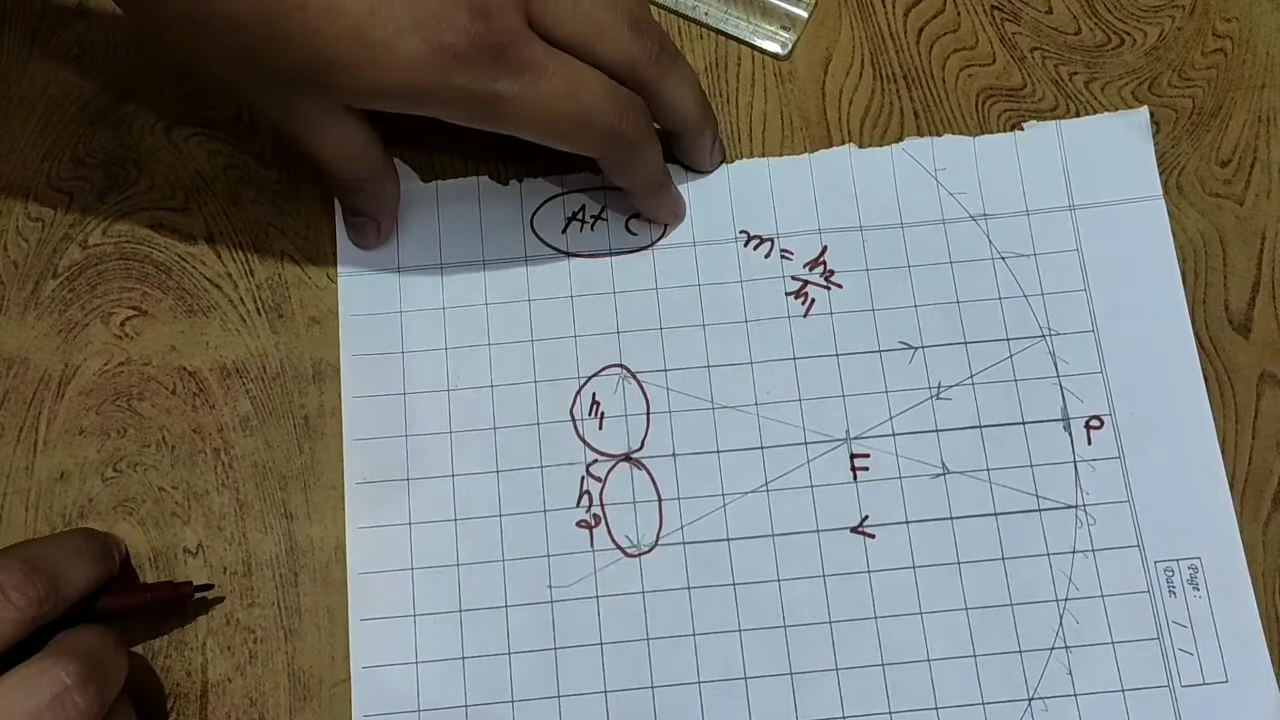 At C
m = h2/h1
h1
C
h2
F
P
Page:
Date: / /